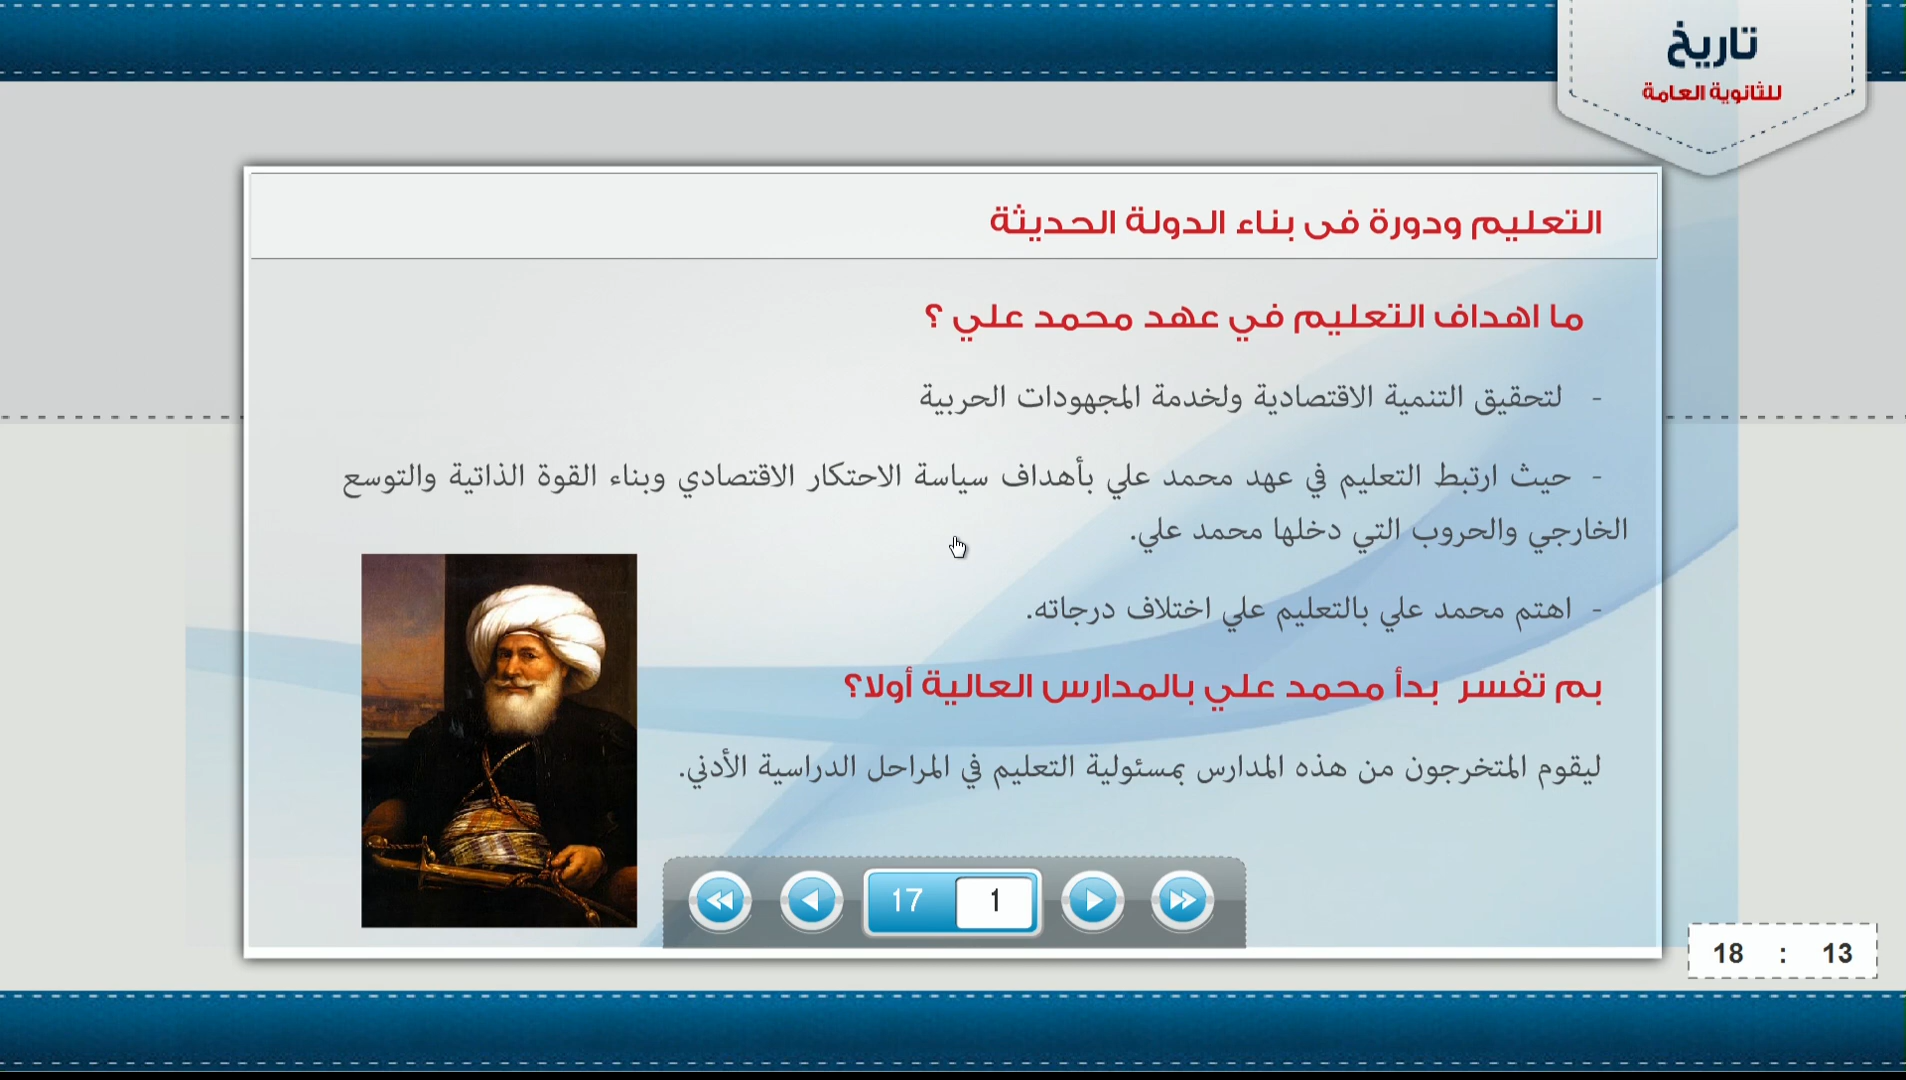 تاريخ
للثانوية العامة
التعليم ودورة فى بناء الدولة الحديثة
ما اهداف التعليم في عهد محمد علي ؟
- لتحقيق التنمية الاقتصادية ولخدمة المجهودات الحربية
- حيث ارتبط التعليم في عهد محمد علي بأهداف سياسة الاحتكار الاقتصادي وبناء القوة الذاتية والتوسع
الخارجي والحروب التي دخلها محمد علي.
- اهتم محمد علي بالتعليم علي اختلاف درجاته.
بم تفسر بدأ محمد علي بالمدارس العالية أولا؟
ليقوم المتخرجون من هذه المدارس بمسئولية التعليم في المراحل الدراسية الأدني.
17 1
18 : 13